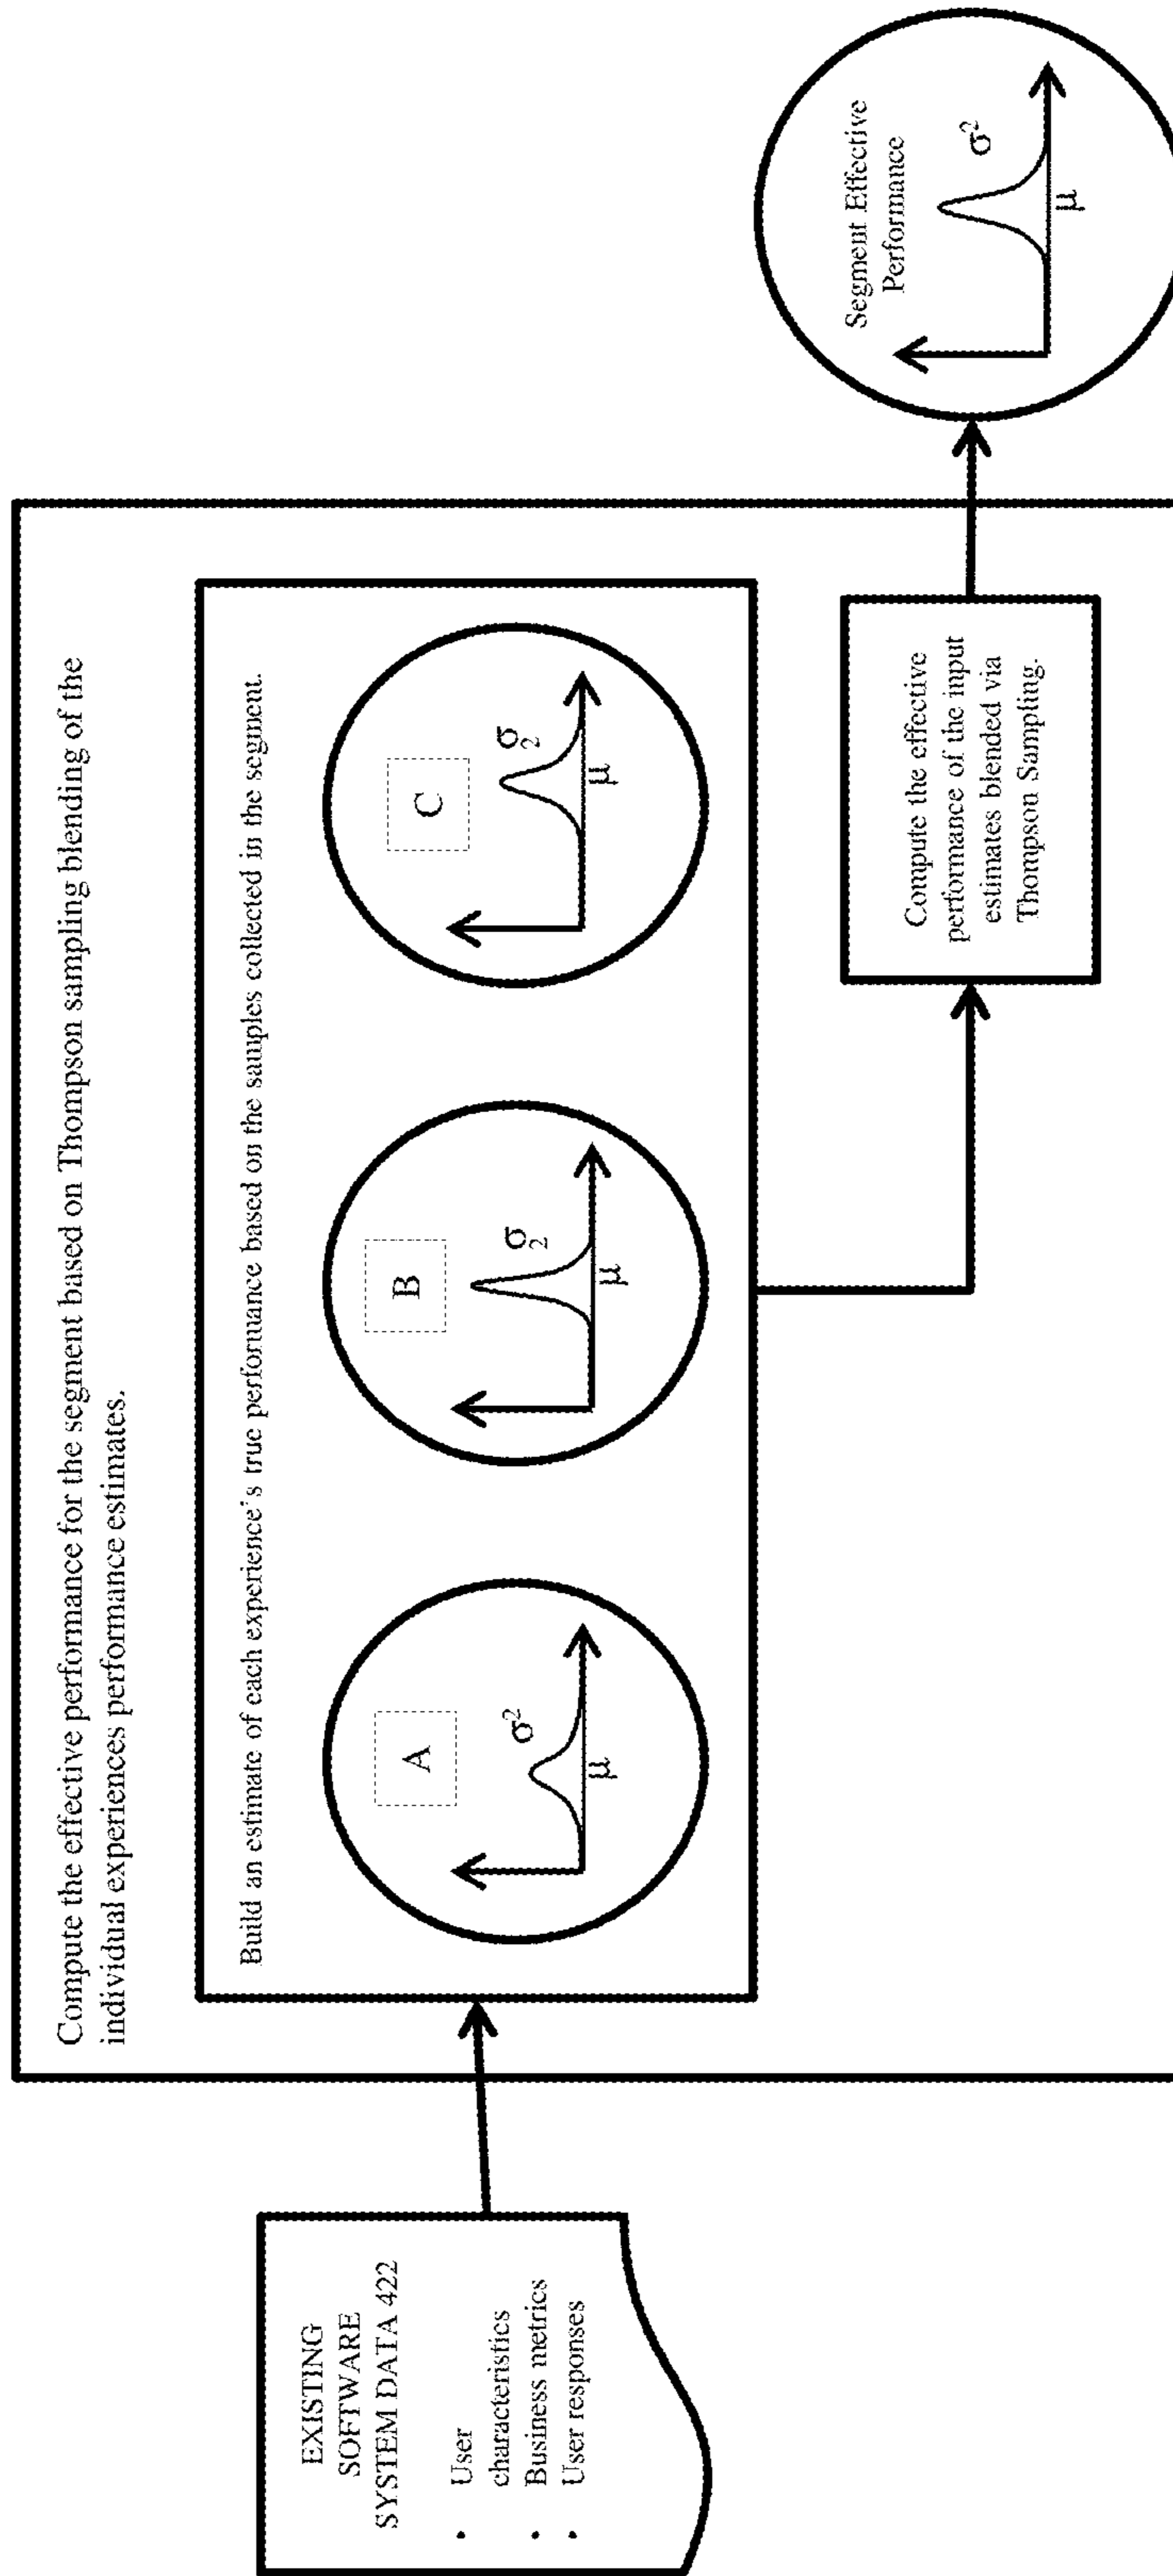 EXISTING
SOFTWARE
SYSTEM DATA 422
• User
characteristics
• Business metrics
• User responses
Compute the effective performance for the segment based on Thompson sampling blending of the
individual experiences performance estimates.
Build an estimate of each experience's true performance based on the samples collected in the segment.
A
σ²
μ
B
σ
2
μ
C
σ
2
μ
Compute the effective
performance of the input
estimates blended via
Thompson Sampling.
Segment Effective
Performance
σ²
μ